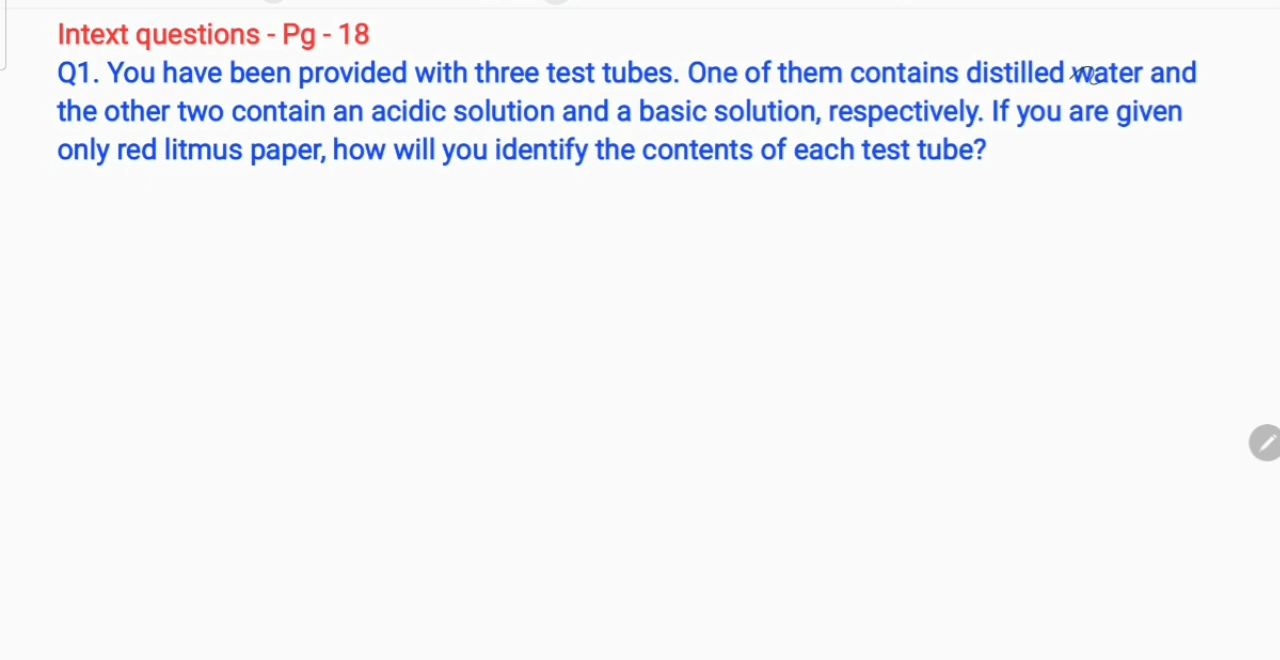 Intext questions - Pg - 18
Q1. You have been provided with three test tubes. One of them contains distilled water and
the other two contain an acidic solution and a basic solution, respectively. If you are given
only red litmus paper, how will you identify the contents of each test tube?